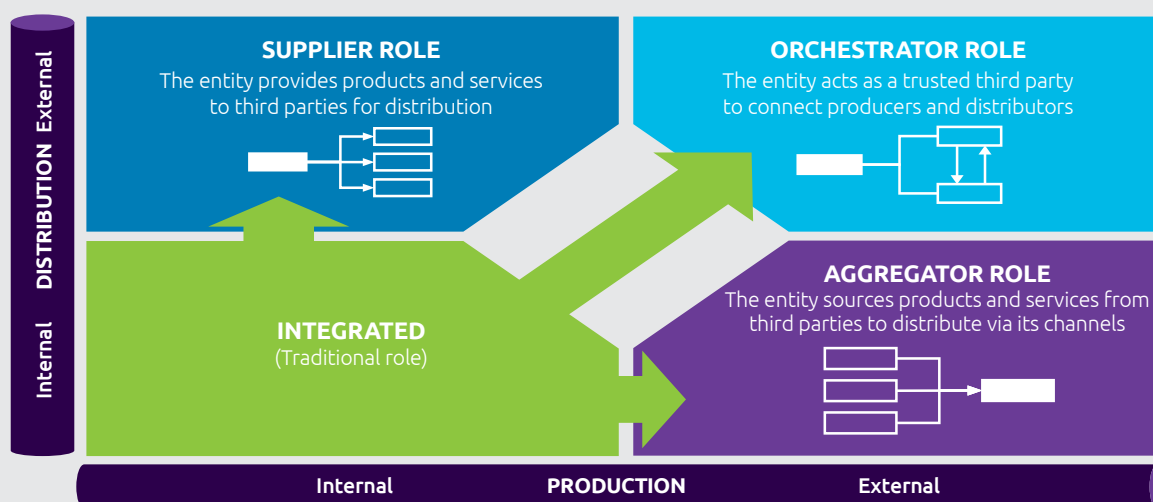 External
DISTRIBUTION
Internal
SUPPLIER ROLE
The entity provides products and services
to third parties for distribution
ORCHESTRATOR ROLE
The entity acts as a trusted third party
to connect producers and distributors
INTEGRATED
(Traditional role)
AGGREGATOR ROLE
The entity sources products and services from
third parties to distribute via its channels
Internal
PRODUCTION
External